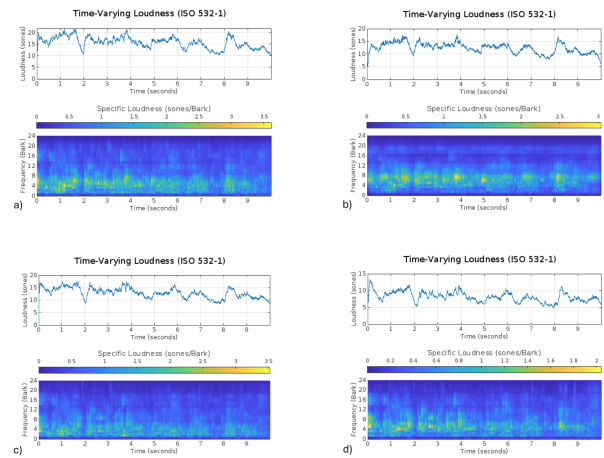 Time-Varying Loudness (ISO 532-1)
Loudness (sones)
20
15
10
5
0
0 1 2 3 4 5 6 7 8 9
Time (seconds)
Specific Loudness (sones/Bark)
0 0.5 1 1.5 2 2.5 3
Frequency (Bark)
24
20
16
12
8
4
0
0 1 2 3 4 5 6 7 8 9
Time (seconds)
a)
Time-Varying Loudness (ISO 532-1)
Loudness (sones)
20
15
10
5
0 1 2 3 4 5 6 7 8 9
Time (seconds)
Specific Loudness (sones/Bark)
0 0.5 1 1.5 2 2.5 3
Frequency (Bark)
24
20
16
12
8
4
0
0 1 2 3 4 5 6 7 8 9
Time (seconds)
b)
Time-Varying Loudness (ISO 532-1)
Loudness (sones)
20
15
10
5
0
0 1 2 3 4 5 6 7 8 9
Time (seconds)
Specific Loudness (sones/Bark)
0 0.5 1 1.5 2 2.5 3 3.5
Frequency (Bark)
24
20
16
12
8
4
0
0 1 2 3 4 5 6 7 8 9
Time (seconds)
c)
Time-Varying Loudness (ISO 532-1)
Loudness (sones)
15
10
5
0
0 1 2 3 4 5 6 7 8 9
Time (seconds)
Specific Loudness (sones/Bark)
0 0.2 0.4 0.6 0.8 1 1.2 1.4 1.6 1.8 2
Frequency (Bark)
24
20
16
12
8
4
0
0 1 2 3 4 5 6 7 8 9
Time (seconds)
d)